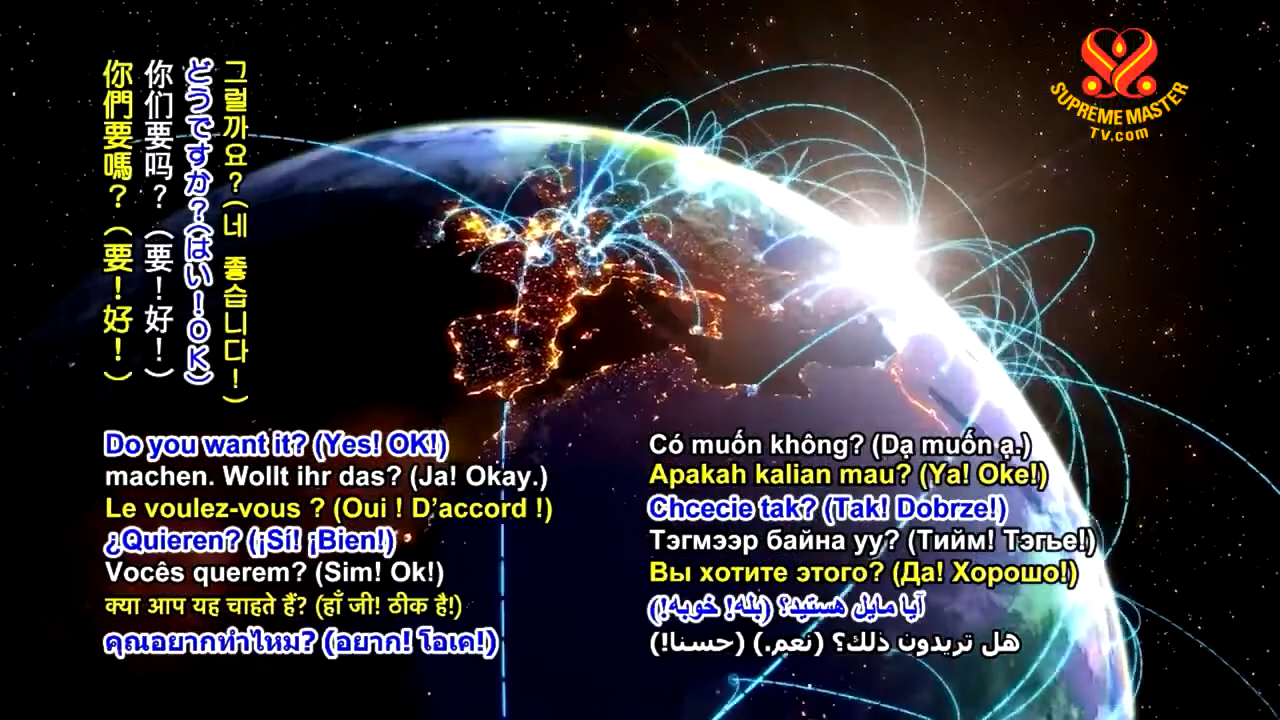 你們要嗎？（要！好！）
你们要吗？（要！好！）
どうですか？（はい！OK）
그럴까요？（네 좋습니다！）
SUPREME MASTER
TV.com
Do you want it? (Yes! OK!)
machen. Wollt ihr das? (Ja! Okay.)
Le voulez-vous ? (Oui ! D’accord !)
¿Quieren? (¡Sí! ¡Bien!)
Vocês querem? (Sim! Ok!)
क्या आप यह चाहते हैं? (हाँ जी! ठीक है!)
คุณอยากทำไหม? (อยาก! โอเค!)
Có muốn không? (Dạ muốn ạ.)
Apakah kalian mau? (Ya! Oke!)
Chcecie tak? (Tak! Dobrze!)
Тэгмээр байна уу? (Тийм! Тэгье!)
Вы хотите этого? (Да! Хорошо!)
آیا مایل هستید؟ (بله! خوبه!)
هل تريدون ذلك؟ (نعم.) (حسنا!)